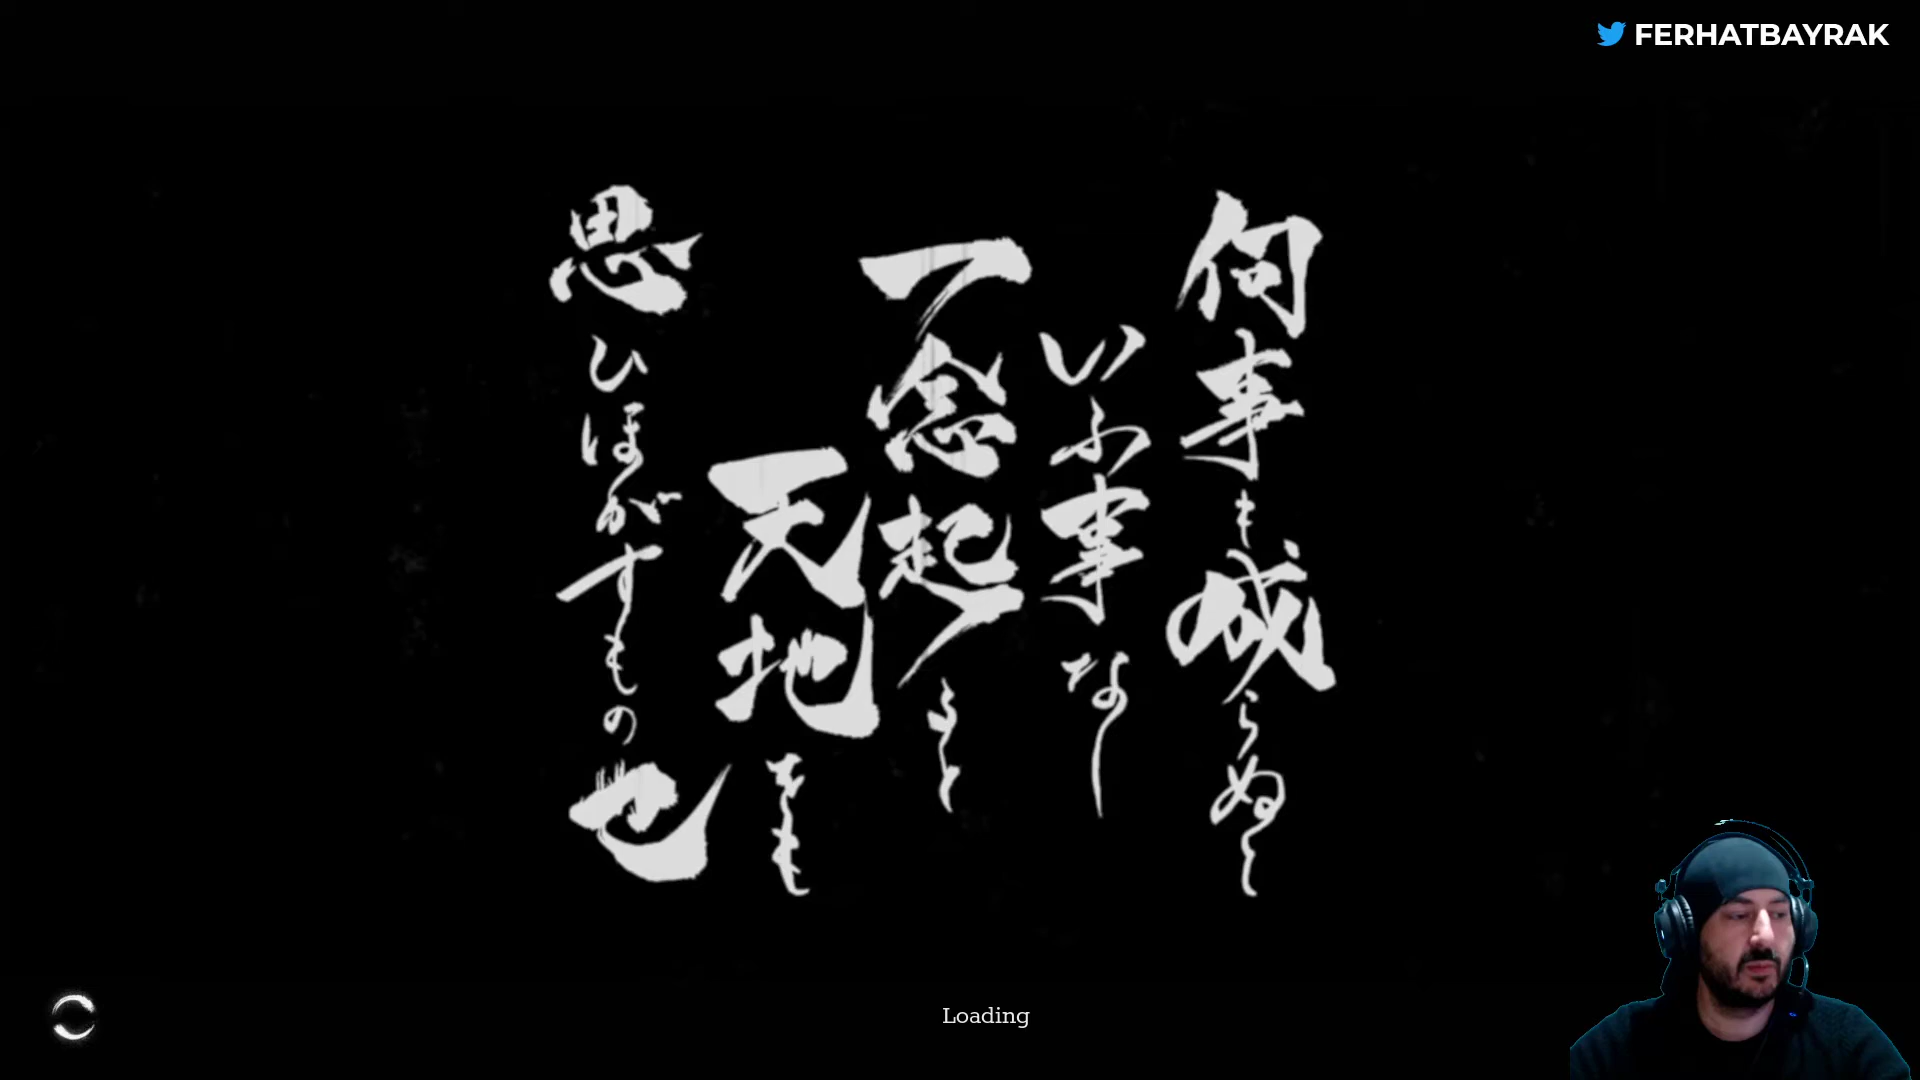 FERHATBAYRAK
何事も成らぬと
いふ事なし
一念起ると
天地をも
思ひほがすもの也
Loading